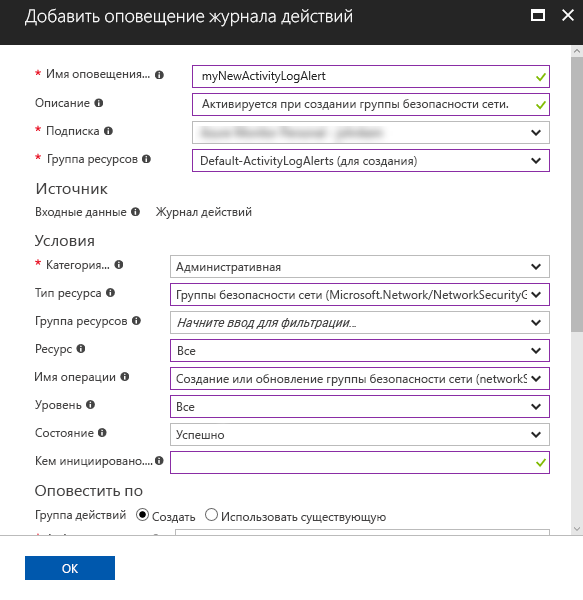 Добавить оповещение журнала действий
* Имя оповещения... myNewActivityLogAlert
Описание Активируется при создании группы безопасности сети.
* Подписка
* Группа ресурсов Default-ActivityLogAlerts (для создания)
Источник
Входные данные Журнал действий
Условия
* Категория... Административная
Тип ресурса Группы безопасности сети (Microsoft.Network/NetworkSecurityG
Группа ресурсов Начните ввод для фильтрации...
Ресурс Все
Имя операции Создание или обновление группы безопасности сети (networkS
Уровень Все
Состояние Успешно
Кем инициировано....
Оповестить по
Группа действий Создать Использовать существующую
OK